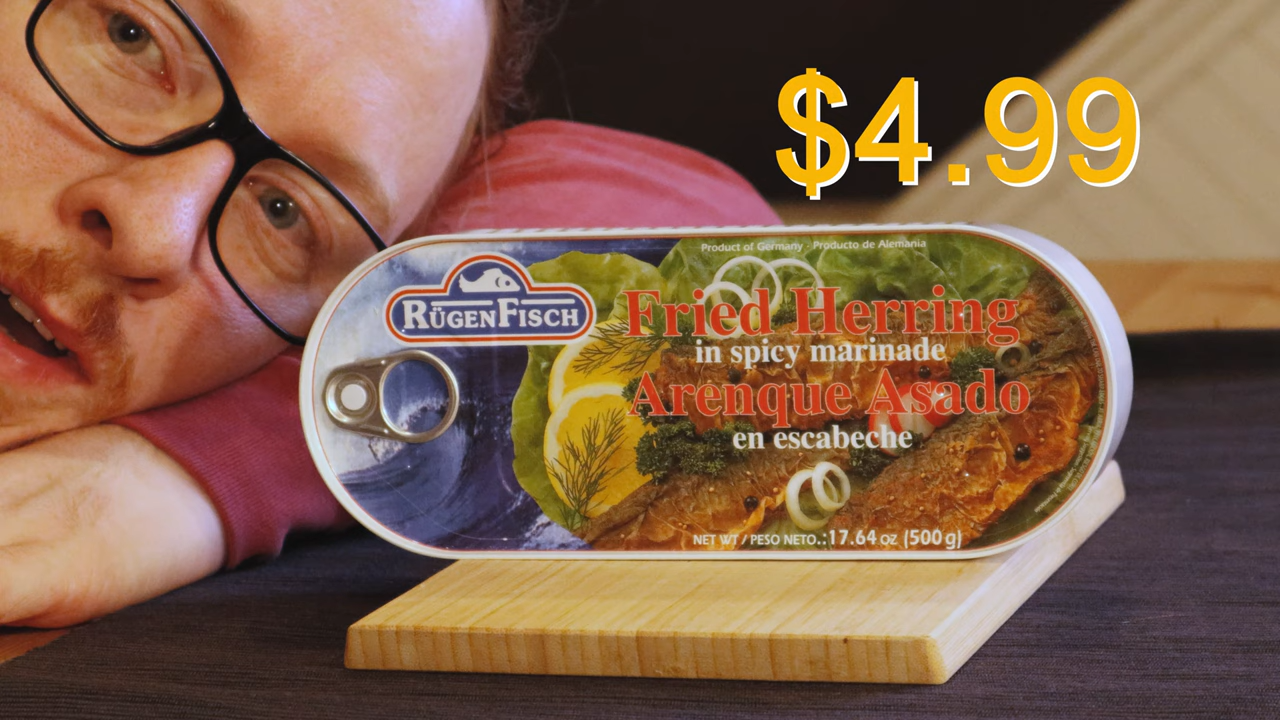 $4.99
Product of Germany · Producto de Alemania
RÜGENFISCH
Fried Herring
in spicy marinade
Arenque Asado
en escabeche
NET WT / PESO NETO.:17.64 OZ (500 g)